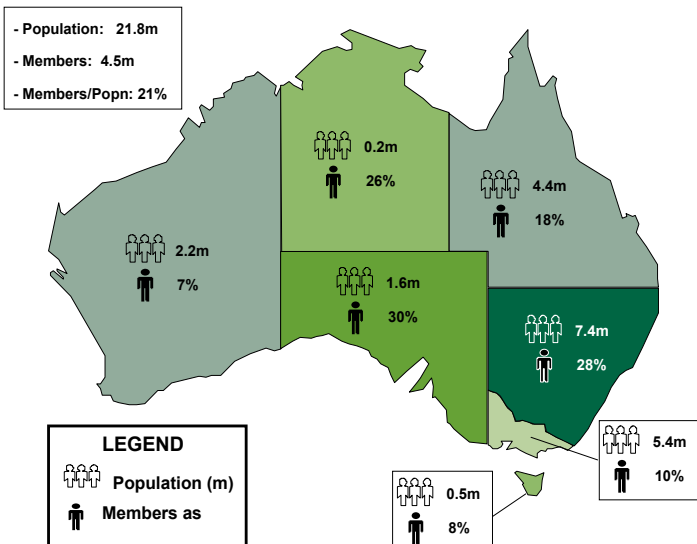 - Population: 21.8m
- Members: 4.5m
- Members/Popn: 21%
0.2m
26%
4.4m
18%
2.2m
7%
1.6m
30%
7.4m
28%
5.4m
10%
0.5m
8%
LEGEND
Population (m)
Members as